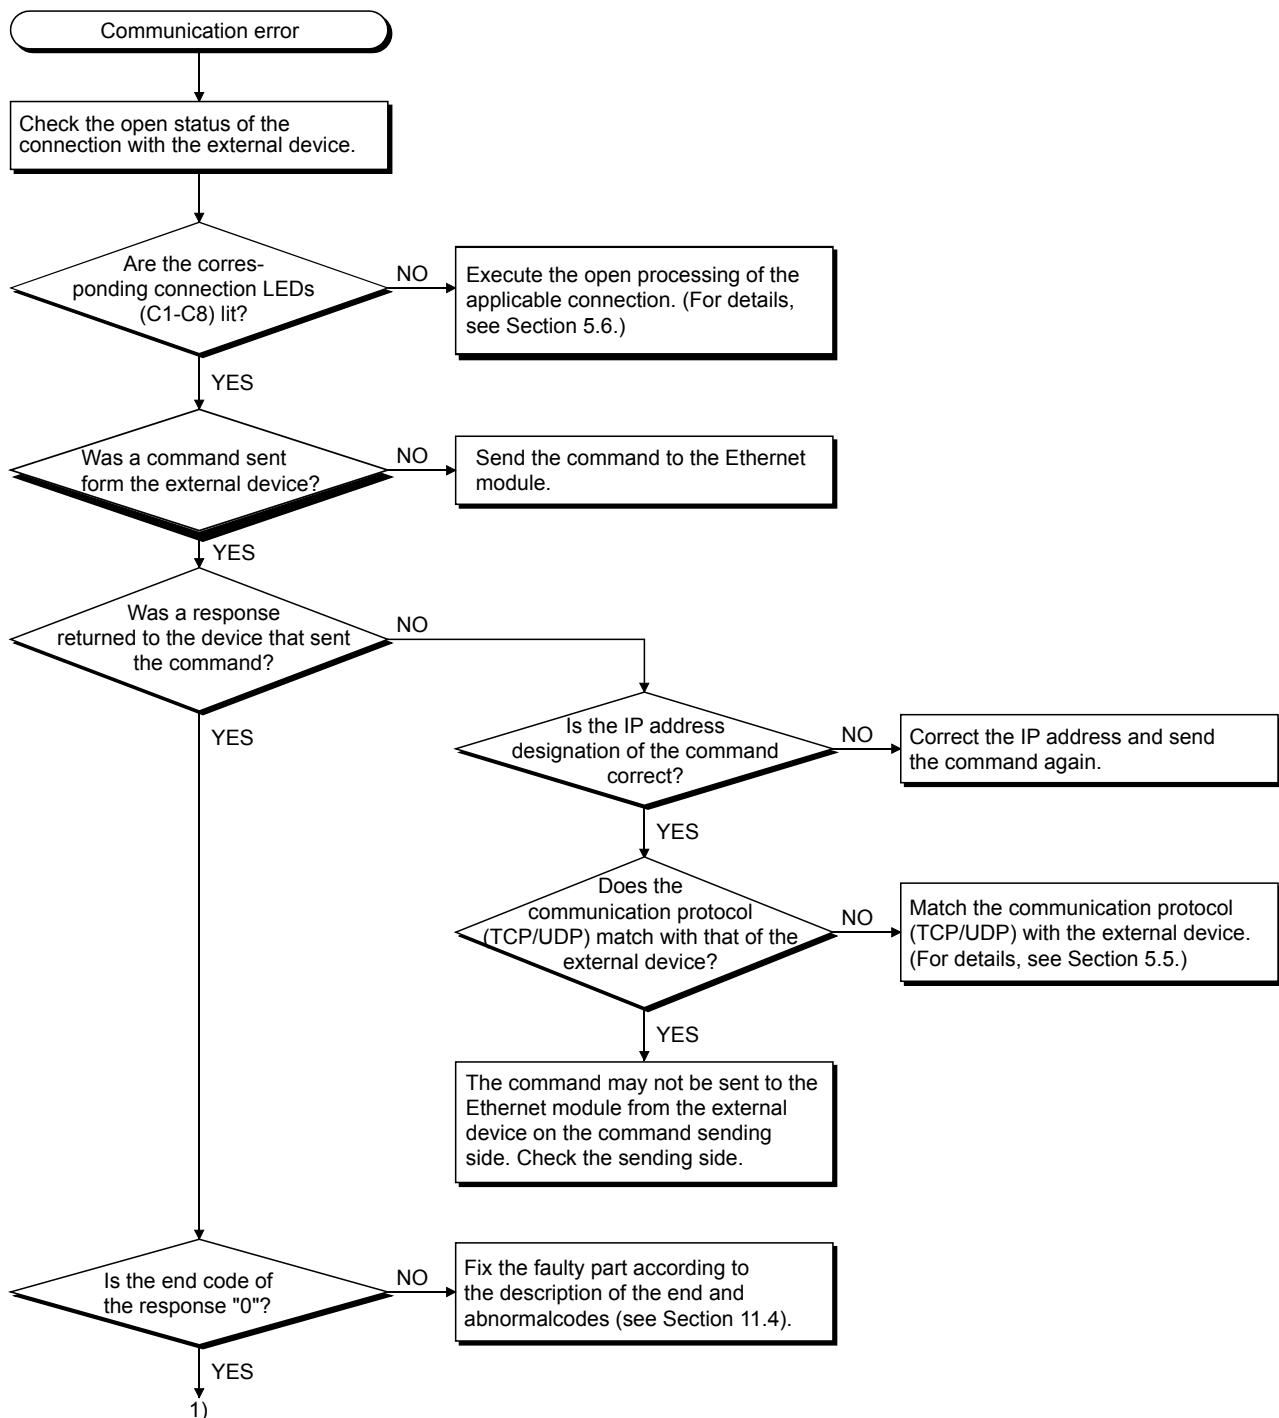 Communication error
Check the open status of the
connection with the external device.
Are the corres-
ponding connection LEDs
(C1-C8) lit?
NO
Execute the open processing of the
applicable connection. (For details,
see Section 5.6.)
YES
Was a command sent
form the external device?
NO
Send the command to the Ethernet
module.
YES
Was a response
returned to the device that sent
the command?
NO
YES
Is the IP address
designation of the command
correct?
NO
Correct the IP address and send
the command again.
YES
Does the
communication protocol
(TCP/UDP) match with that of the
external device?
NO
Match the communication protocol
(TCP/UDP) with the external device.
(For details, see Section 5.5.)
YES
The command may not be sent to the
Ethernet module from the external
device on the command sending
side. Check the sending side.
Is the end code of
the response "0"?
NO
Fix the faulty part according to
the description of the end and
abnormalcodes (see Section 11.4).
YES
1)